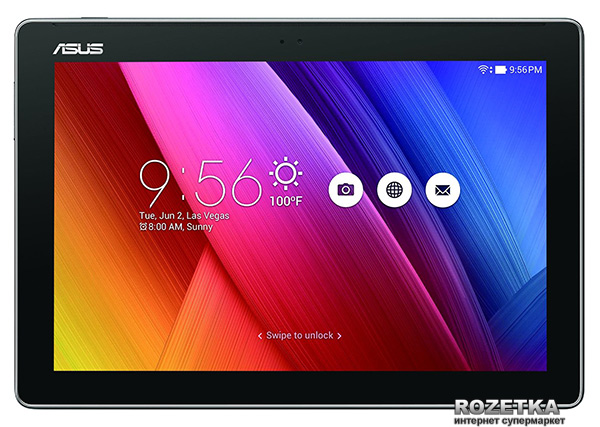 ASUS
9:56PM
9:56
100°F
Tue, Jun 2, Las Vegas
8:00 AM, Sunny
< Swipe to unlock >
ROZETKA
интернет супермаркет